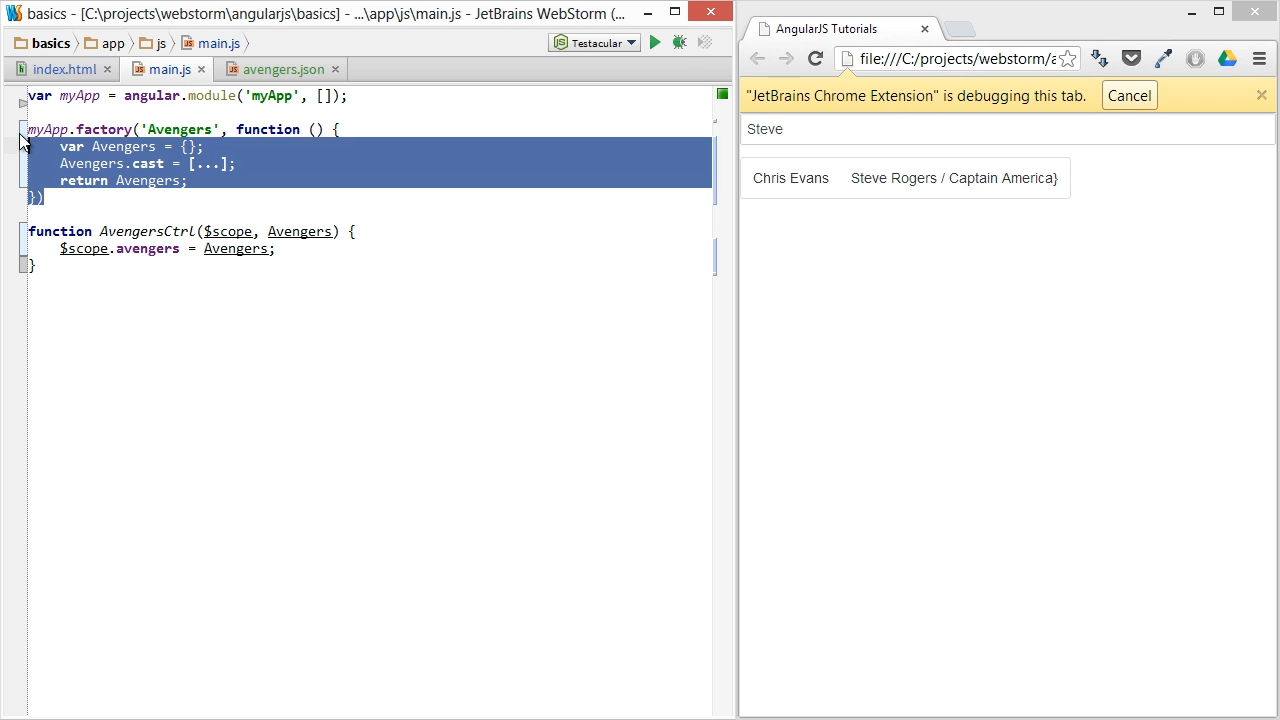 basics - [C:\projects\webstorm\angularjs\basics] - ...\app\js\main.js - JetBrains WebStorm (...
basics app js main.js Testacular
index.html main.js avengers.json
var myApp = angular.module('myApp', []);
myApp.factory('Avengers', function () {
var Avengers = {};
Avengers.cast = [...];
return Avengers;
})
function AvengersCtrl($scope, Avengers) {
$scope.avengers = Avengers;
}
AngularJS Tutorials
file:///C:/projects/webstorm/a
"JetBrains Chrome Extension" is debugging this tab. Cancel
Steve
Chris Evans Steve Rogers / Captain America}